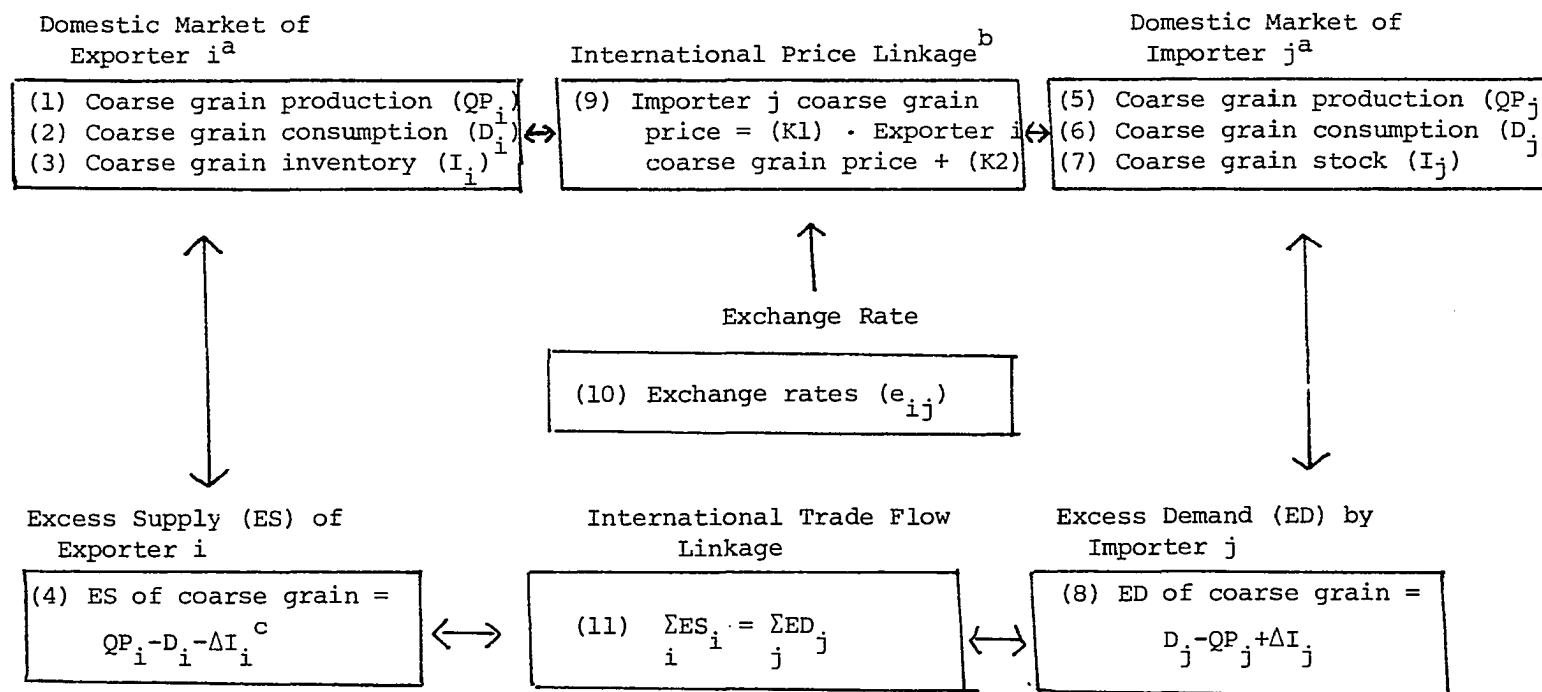 Domestic Market of
Exporter i^a
(1) Coarse grain production (QP_i)
(2) Coarse grain consumption (D_i)
(3) Coarse grain inventory (I_i)
International Price Linkage^b
(9) Importer j coarse grain
price = (K1) · Exporter i
coarse grain price + (K2)
Domestic Market of
Importer j^a
(5) Coarse grain production (QP_j
(6) Coarse grain consumption (D_j
(7) Coarse grain stock (I_j)
Exchange Rate
(10) Exchange rates (e_ij)
Excess Supply (ES) of
Exporter i
(4) ES of coarse grain =
QP_i-D_i-ΔI_i^c
International Trade Flow
Linkage
(11) ΣES_i = ΣED_j
i j
Excess Demand (ED) by
Importer j
(8) ED of coarse grain =
D_j-QP_j+ΔI_j